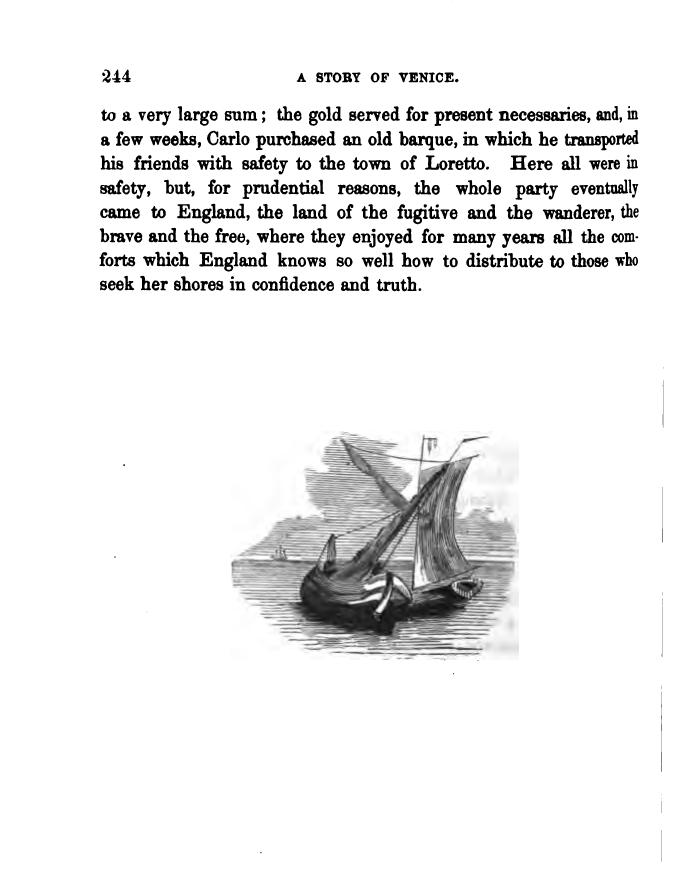 244 A STORY OF VENICE.
to a very large sum; the gold served for present necessaries, and, in
a few weeks, Carlo purchased an old barque, in which he transported
his friends with safety to the town of Loretto. Here all were in
safety, but, for prudential reasons, the whole party eventually
came to England, the land of the fugitive and the wanderer, the
brave and the free, where they enjoyed for many years all the com-
forts which England knows so well how to distribute to those who
seek her shores in confidence and truth.